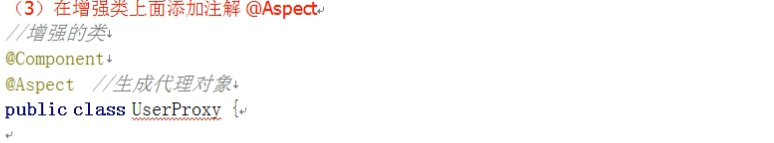 （3）在增强类上面添加注解 @Aspect
//增强的类
@Component
@Aspect  //生成代理对象
public class UserProxy {